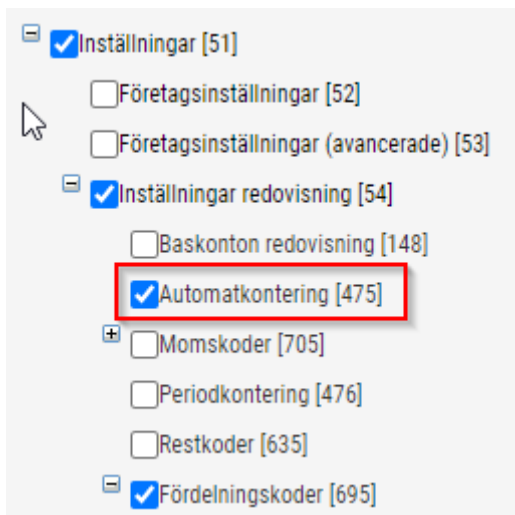 Inställningar [51]
Företagsinställningar [52]
Företagsinställningar (avancerade) [53]
Inställningar redovisning [54]
Baskonton redovisning [148]
Automatkontering [475]
Momskoder [705]
Periodkontering [476]
Restkoder [635]
Fördelningskoder [695]